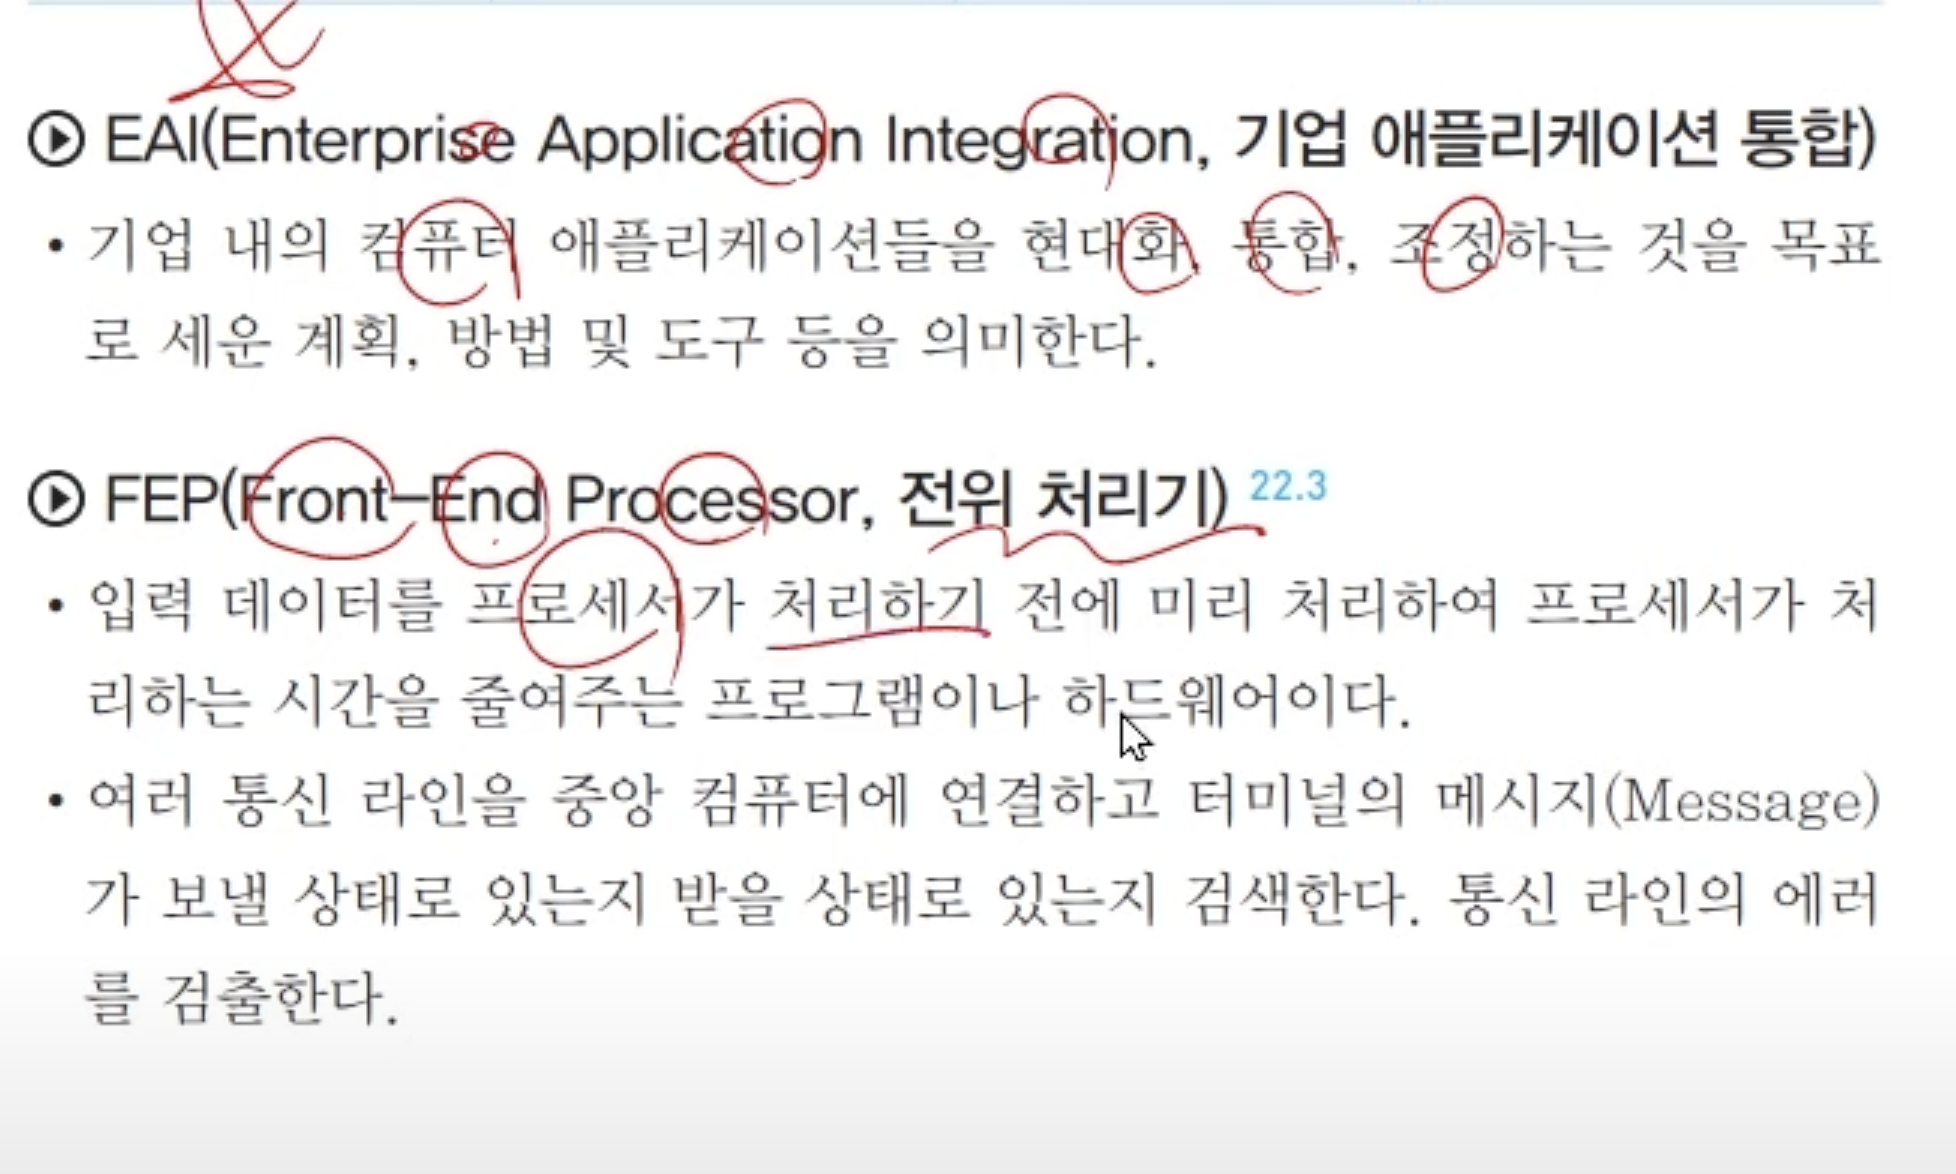 EAI(Enterprise Application Integration, 기업 애플리케이션 통합)
• 기업 내의 컴퓨터 애플리케이션들을 현대화, 통합, 조정하는 것을 목표
로 세운 계획, 방법 및 도구 등을 의미한다.
FEP(Front-End Processor, 전위 처리기) 22.3
• 입력 데이터를 프로세서가 처리하기 전에 미리 처리하여 프로세서가 처
리하는 시간을 줄여주는 프로그램이나 하드웨어이다.
• 여러 통신 라인을 중앙 컴퓨터에 연결하고 터미널의 메시지(Message)
가 보낼 상태로 있는지 받을 상태로 있는지 검색한다. 통신 라인의 에러
를 검출한다.